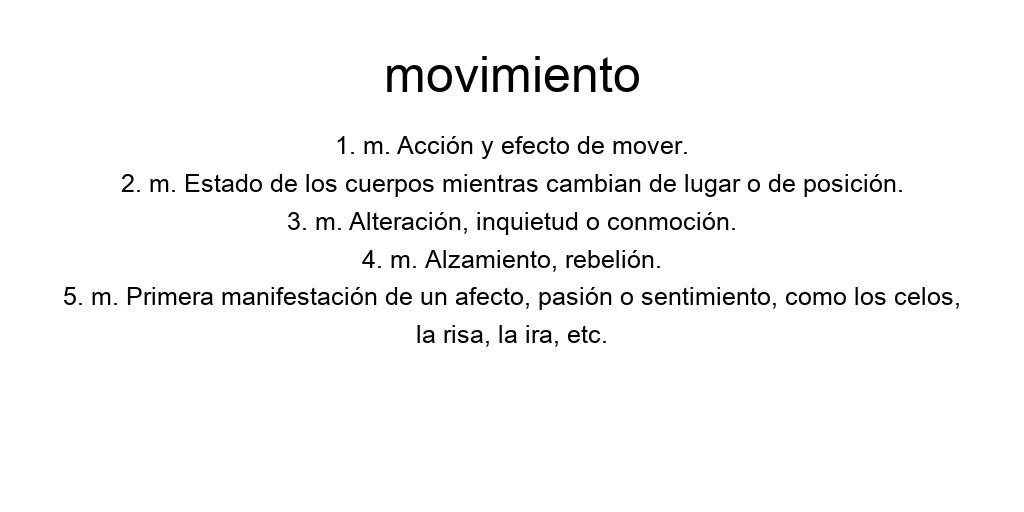 movimiento
1. m. Acción y efecto de mover.
2. m. Estado de los cuerpos mientras cambian de lugar o de posición.
3. m. Alteración, inquietud o conmoción.
4. m. Alzamiento, rebelión.
5. m. Primera manifestación de un afecto, pasión o sentimiento, como los celos,
la risa, la ira, etc.